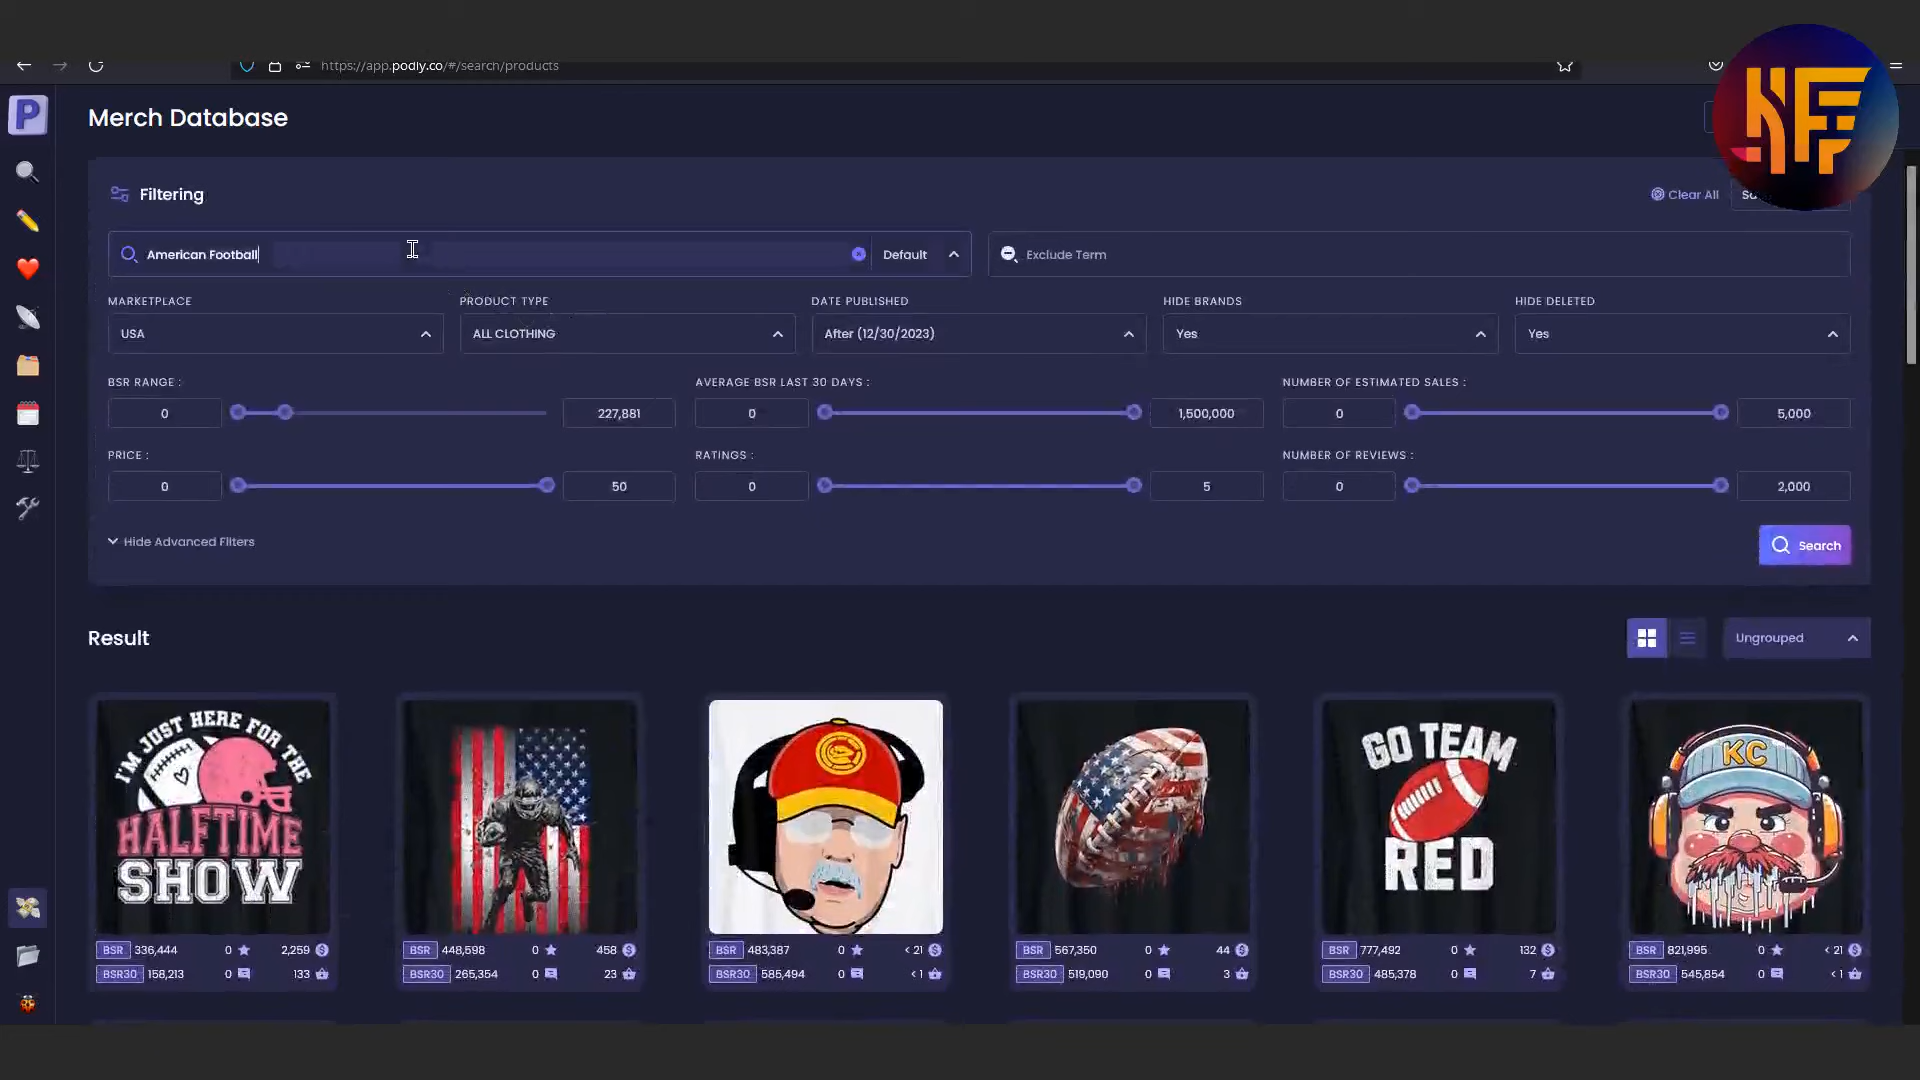 https://app.podly.co/#/search/products
P
Merch Database
Filtering
Clear All
American Football
Default
Exclude Term
MARKETPLACE
PRODUCT TYPE
DATE PUBLISHED
HIDE BRANDS
HIDE DELETED
USA
ALL CLOTHING
After (12/30/2023)
Yes
Yes
BSR RANGE :
AVERAGE BSR LAST 30 DAYS :
NUMBER OF ESTIMATED SALES :
0
227,881
0
1,500,000
0
5,000
PRICE :
RATINGS :
NUMBER OF REVIEWS :
0
50
0
5
0
2,000
Hide Advanced Filters
Search
Result
Ungrouped
I'M JUST HERE FOR THE
HALFTIME
SHOW
GO TEAM
RED
KC
BSR 336,444 0 2,259
BSR30 158,213 0 133
BSR 448,598 0 458
BSR30 265,354 0 23
BSR 483,387 0 < 21
BSR30 585,494 0 < 1
BSR 567,350 0 44
BSR30 519,090 0 3
BSR 777,492 0 132
BSR30 485,378 0 7
BSR 821,995 0 < 21
BSR30 545,854 0 < 1